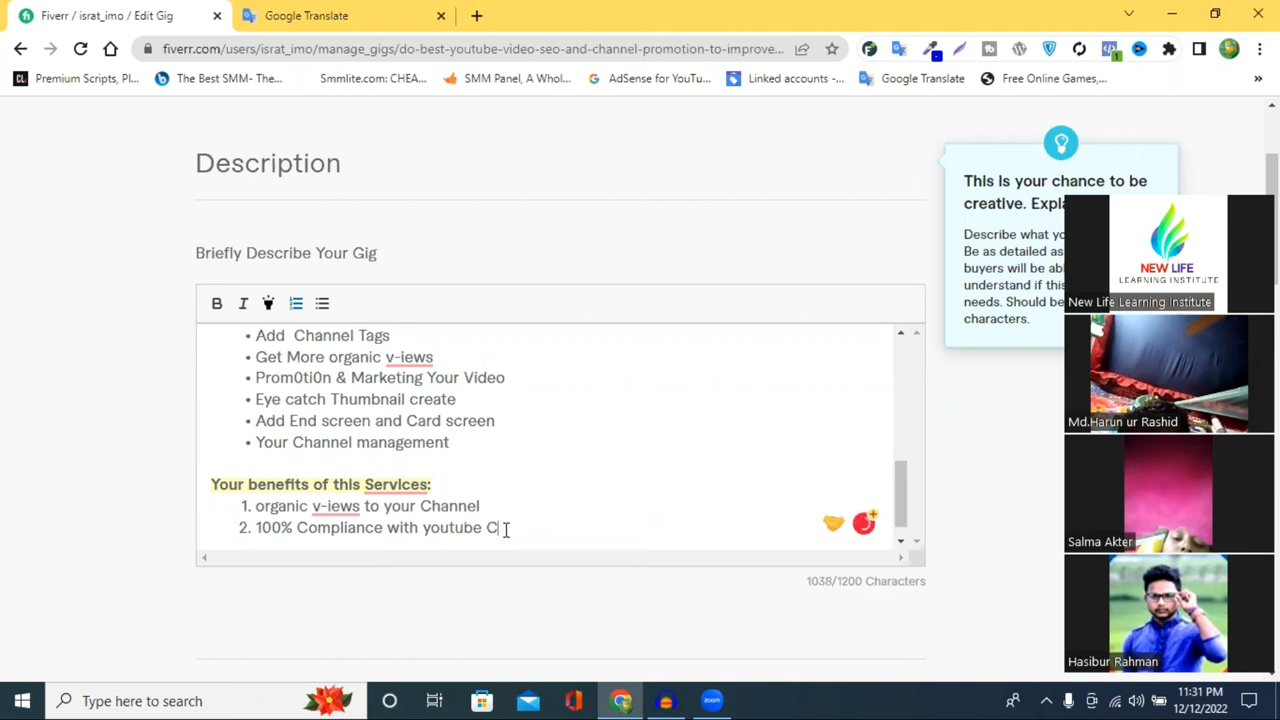 Fiverr / israt_imo / Edit Gig
Google Translate
fiverr.com/users/israt_imo/manage_gigs/do-best-youtube-video-seo-and-channel-promotion-to-improve...
1
CL Premium Scripts, Pl...
The Best SMM- The...
Smmlite.com: CHEA...
SMM Panel, A Whol...
AdSense for YouTu...
Linked accounts -...
Google Translate
Free Online Games,...
»
Description
Briefly Describe Your Gig
B I
• Add Channel Tags
• Get More organic v-iews
• Prom0ti0n & Marketing Your Video
• Eye catch Thumbnail create
• Add End screen and Card screen
• Your Channel management
Your benefits of this Services:
1. organic v-iews to your Channel
2. 100% Compliance with youtube C
1038/1200 Characters
This is your chance to be
creative. Expla
Describe what yo
Be as detailed as
buyers will be abl
understand if this
needs. Should be
characters.
NEW LIFE
LEARNING INSTITUTE
New Life Learning Institute
Md.Harun ur Rashid
Salma Akter
Hasibur Rahman
Type here to search
zoom
11:31 PM
12/12/2022